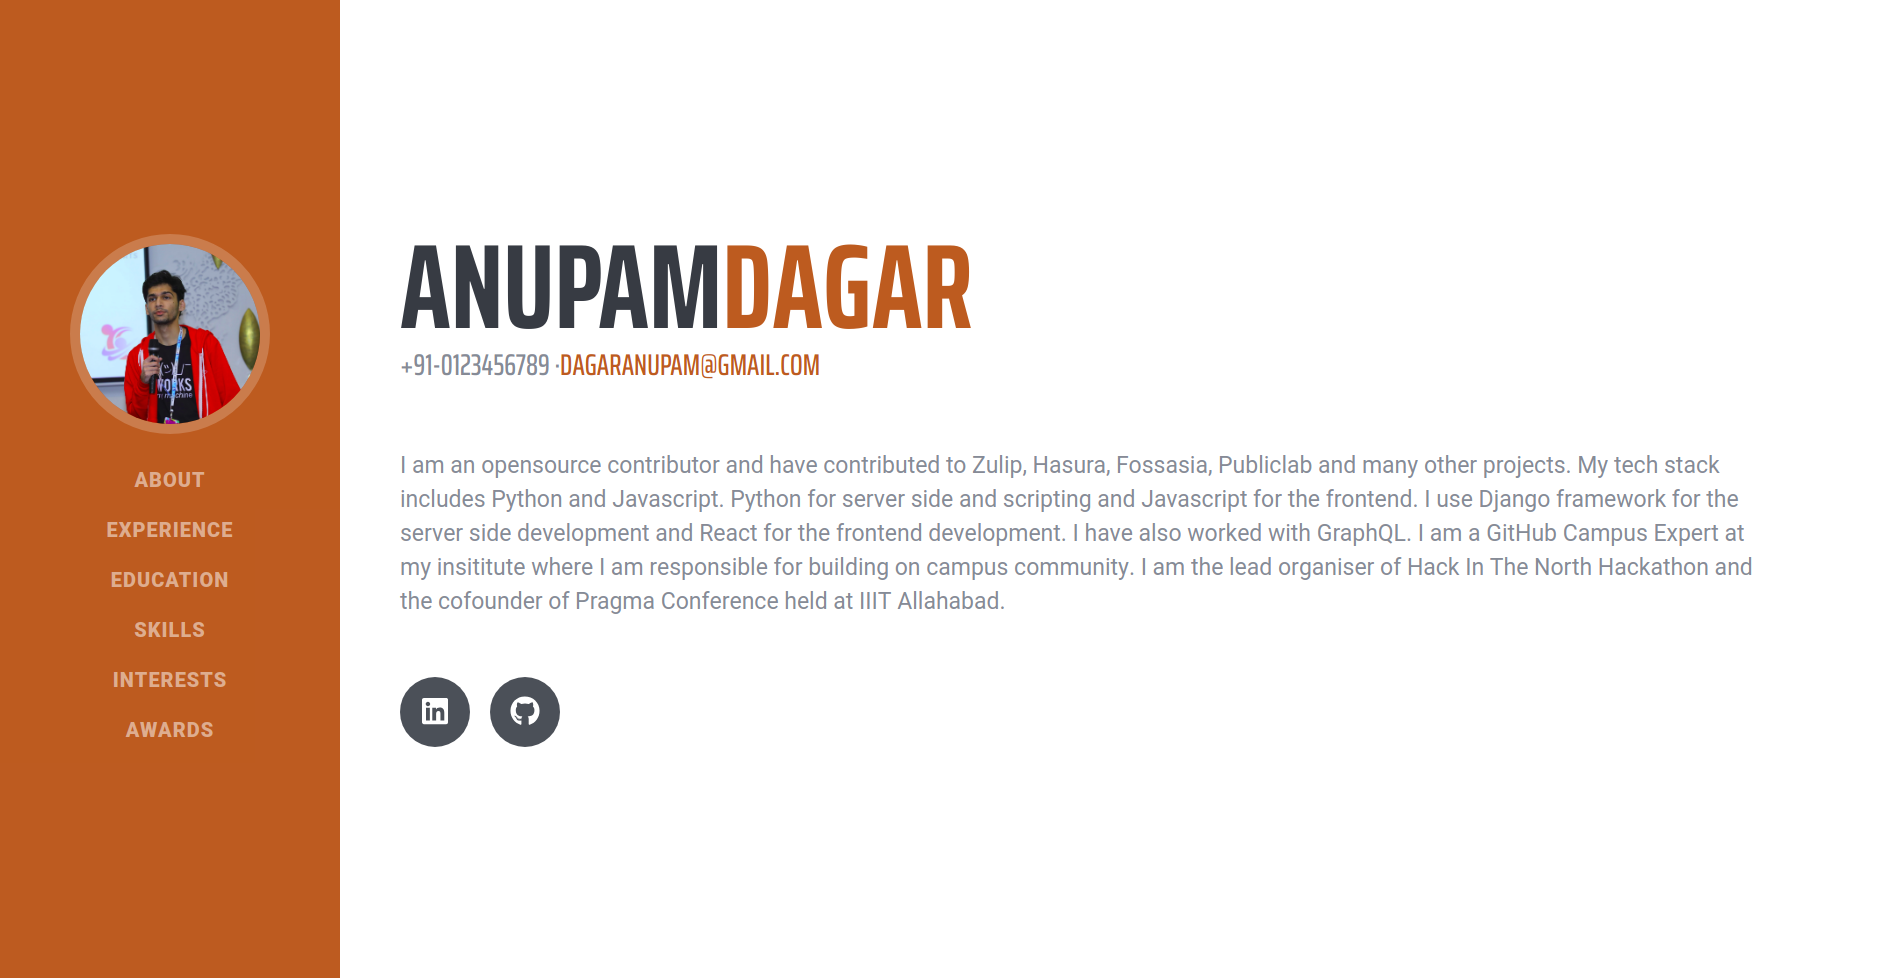 ANUPAMDAGAR
+91-0123456789 ·DAGARANUPAM@GMAIL.COM
WORKS
machine
ABOUT
EXPERIENCE
EDUCATION
SKILLS
INTERESTS
AWARDS
I am an opensource contributor and have contributed to Zulip, Hasura, Fossasia, Publiclab and many other projects. My tech stack
includes Python and Javascript. Python for server side and scripting and Javascript for the frontend. I use Django framework for the
server side development and React for the frontend development. I have also worked with GraphQL. I am a GitHub Campus Expert at
my insititute where I am responsible for building on campus community. I am the lead organiser of Hack In The North Hackathon and
the cofounder of Pragma Conference held at IIIT Allahabad.
in